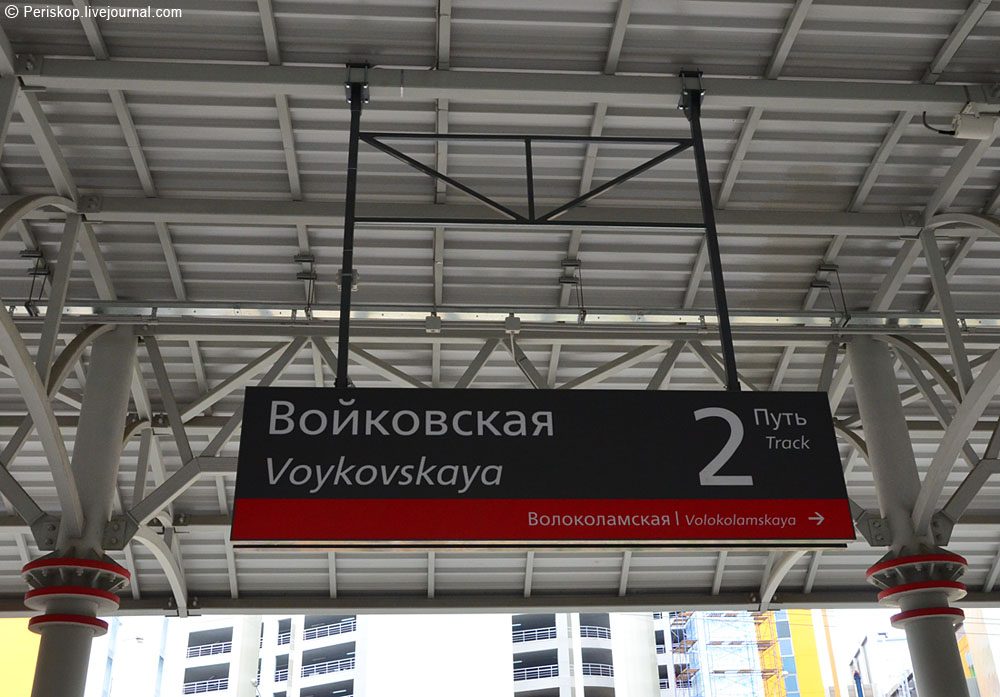 © Periskop.livejournal.com
Войковская
Voykovskaya
2 Путь
Track
Волоколамская | Volokolamskaya →